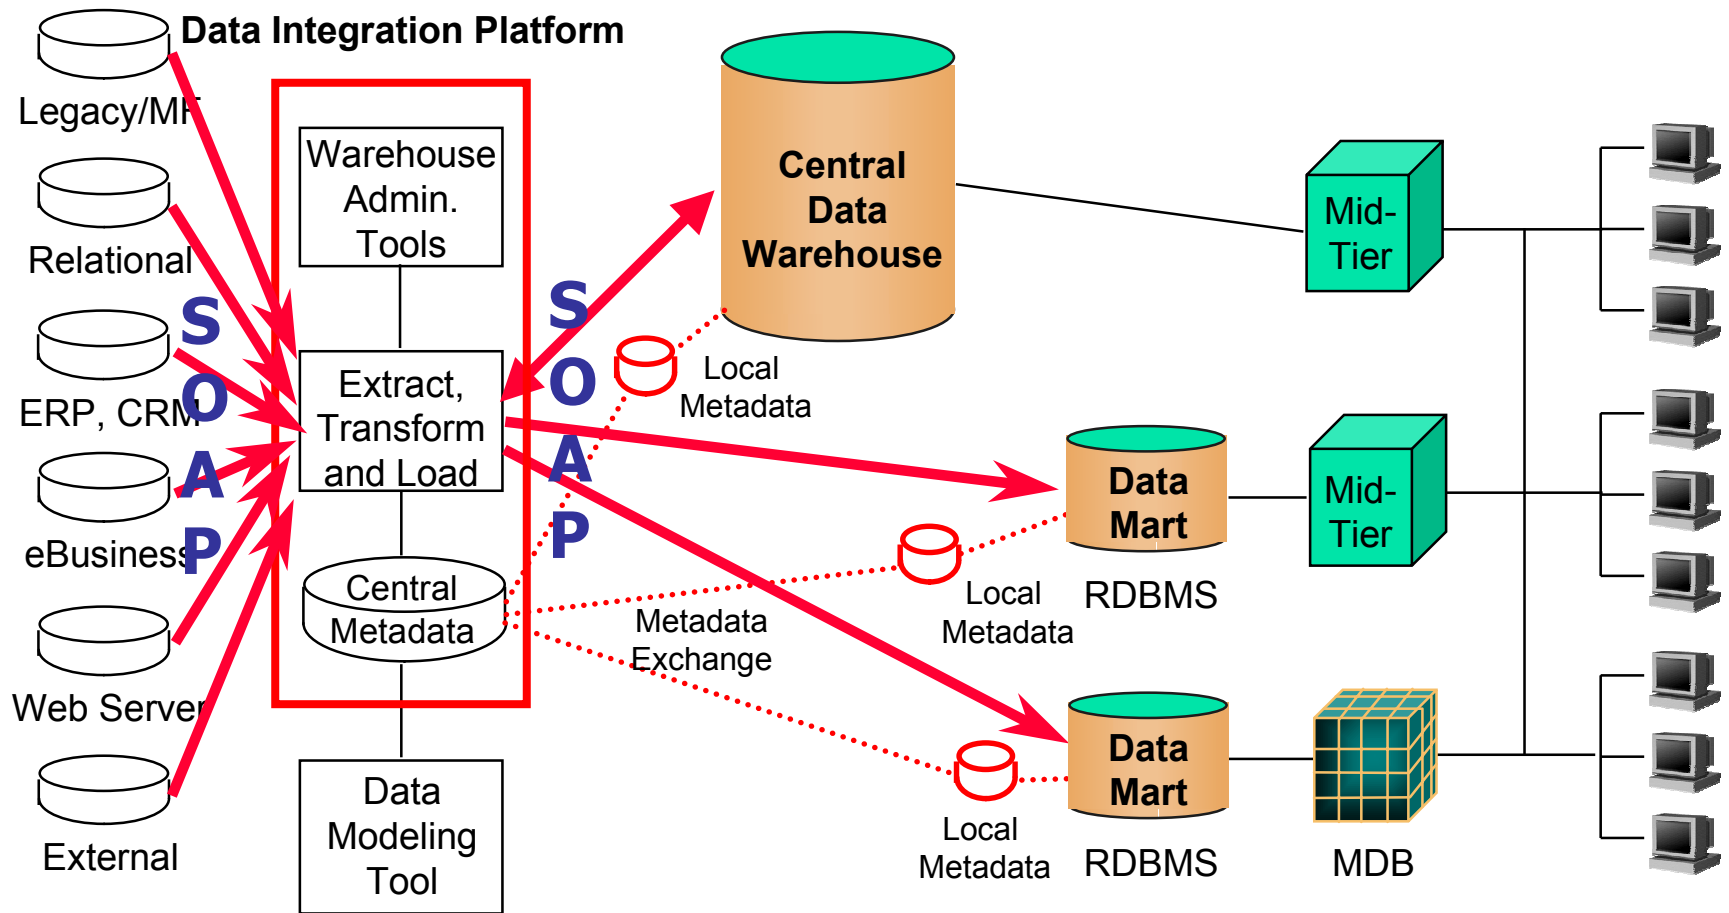 Data Integration Platform
Legacy/MF
Relational
ERP, CRM
eBusiness
Web Server
External
S
O
A
P
Warehouse
Admin.
Tools
Extract,
Transform
and Load
Central
Metadata
Data
Modeling
Tool
S
O
A
P
Central
Data
Warehouse
Local
Metadata
Metadata
Exchange
Local
Metadata
Local
Metadata
Data
Mart
RDBMS
Data
Mart
RDBMS
Mid-
Tier
Mid-
Tier
MDB